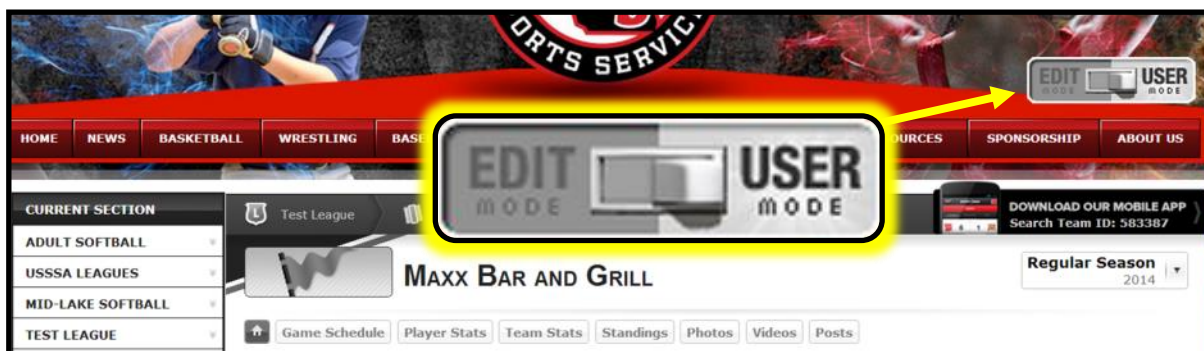 ORTS SERVIC
EDIT MODE USER MODE
HOME NEWS BASKETBALL WRESTLING BASE
EDIT MODE USER MODE
OURCES SPONSORSHIP ABOUT US
CURRENT SECTION
ADULT SOFTBALL
USSSA LEAGUES
MID-LAKE SOFTBALL
TEST LEAGUE
L Test League
DOWNLOAD OUR MOBILE APP
Search Team ID: 583387
MAXX BAR AND GRILL
Regular Season
2014
Game Schedule Player Stats Team Stats Standings Photos Videos Posts